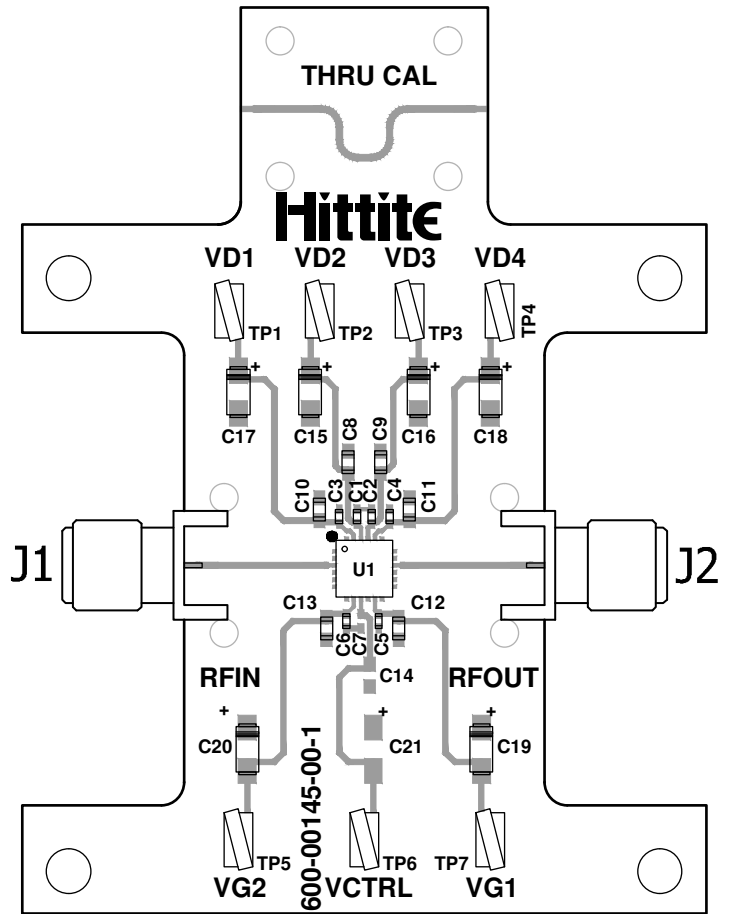 THRU CAL
Hittite
VD1 VD2 VD3 VD4
TP1 TP2 TP3 TP4
+ + + +
C17 C15 C8 C9 C16 C18
C10 C3 C1 C2 C4 C11
J1 U1 J2
C13 C6 C7 C5 C12
RFIN C14 RFOUT
+ + +
C20 C21 C19
600-00145-00-1
TP5 TP6 TP7
VG2 VCTRL VG1